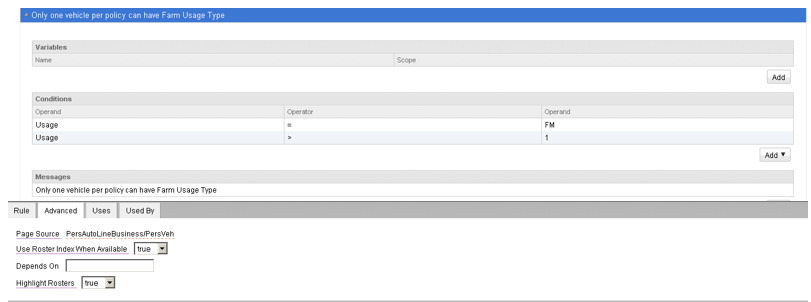 Only one vehicle per policy can have Farm Usage Type
Variables
Name Scope
Add
Conditions
Operand Operator Operand
Usage = FM
Usage > 1
Add
Messages
Only one vehicle per policy can have Farm Usage Type
Rule Advanced Uses Used By
Page Source PersAutoLineBusiness/PersVeh
Use Roster Index When Available true
Depends On
Highlight Rosters true